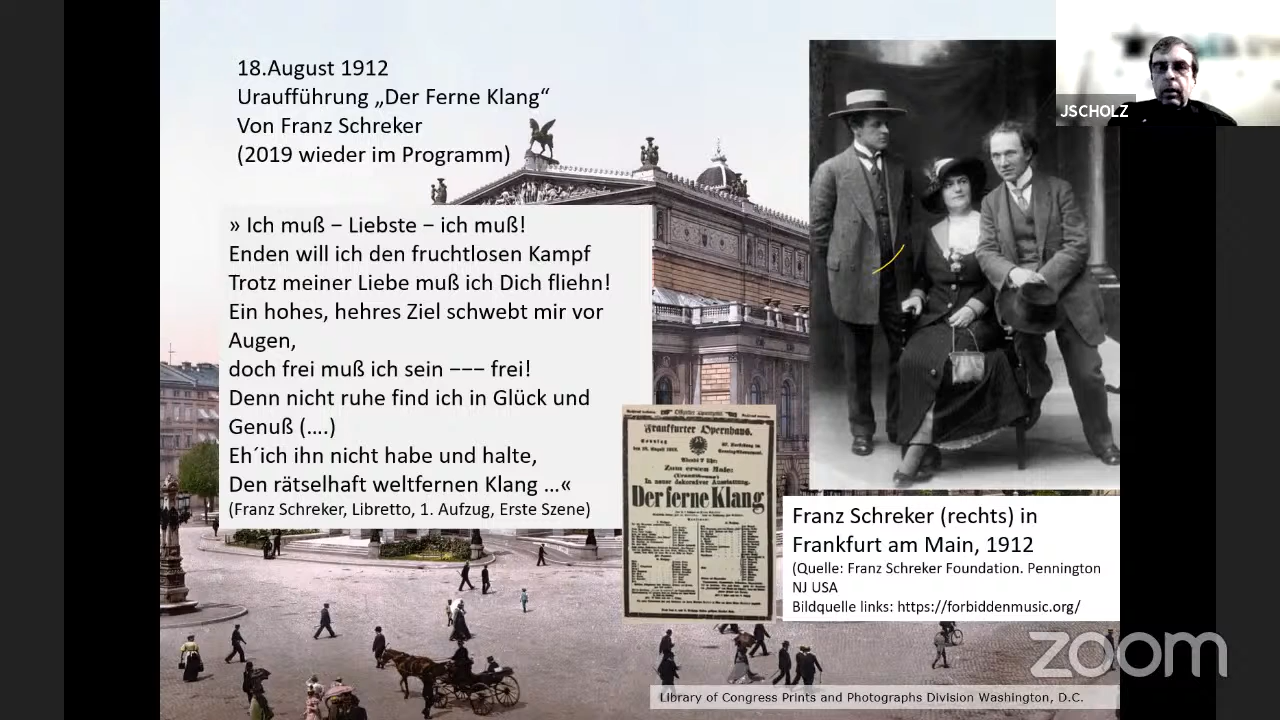 18.August 1912
Uraufführung „Der Ferne Klang“
Von Franz Schreker
(2019 wieder im Programm)
» Ich muß – Liebste – ich muß!
Enden will ich den fruchtlosen Kampf
Trotz meiner Liebe muß ich Dich fliehn!
Ein hohes, hehres Ziel schwebt mir vor
Augen,
doch frei muß ich sein ––– frei!
Denn nicht ruhe find ich in Glück und
Genuß (....)
Eh´ich ihn nicht habe und halte,
Den rätselhaft weltfernen Klang ...«
(Franz Schreker, Libretto, 1. Aufzug, Erste Szene)
Frankfurter Opernhaus.
Zum ersten Male:
In neuer dekorativer Ausstattung.
Der ferne Klang
Franz Schreker (rechts) in
Frankfurt am Main, 1912
(Quelle: Franz Schreker Foundation. Pennington
NJ USA
Bildquelle links: https://forbiddenmusic.org/
Library of Congress Prints and Photographs Division Washington, D.C.
JSCHOLZ
zoom